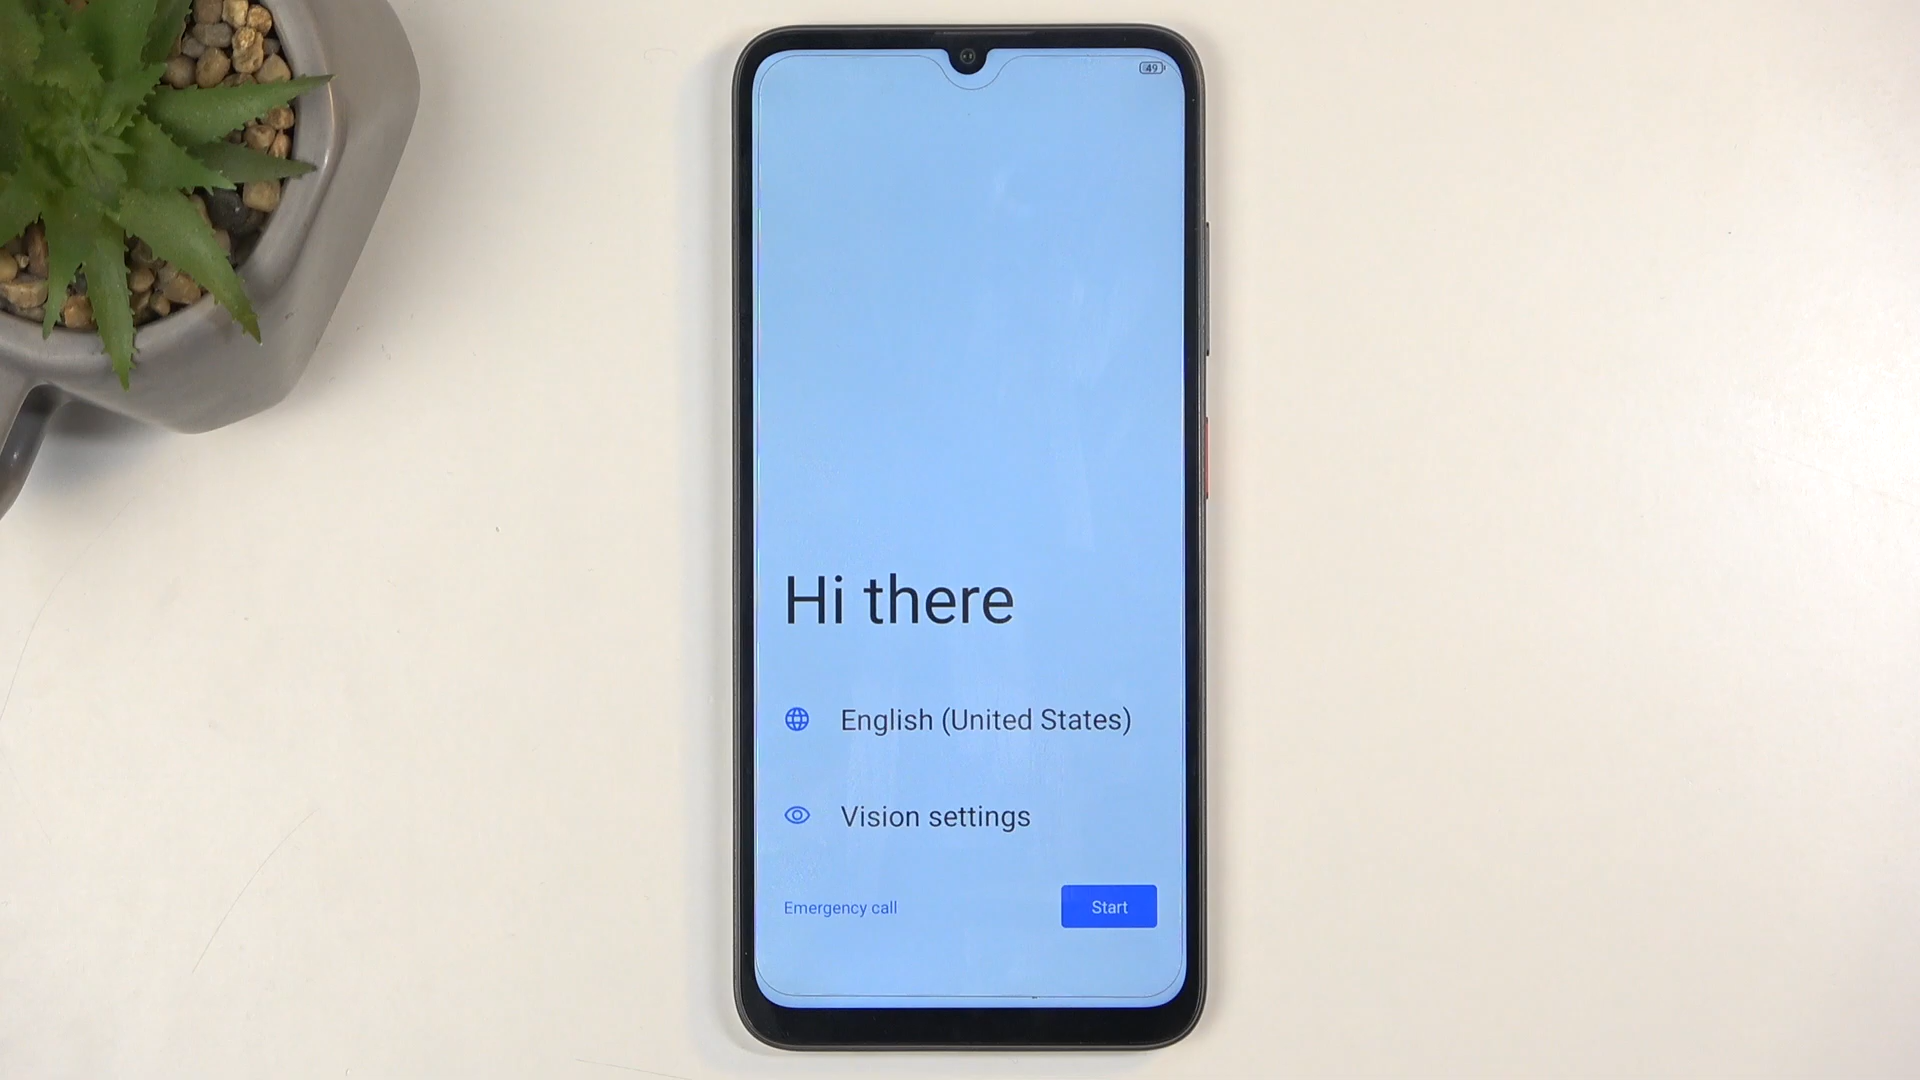 49
Hi there
English (United States)
Vision settings
Emergency call
Start